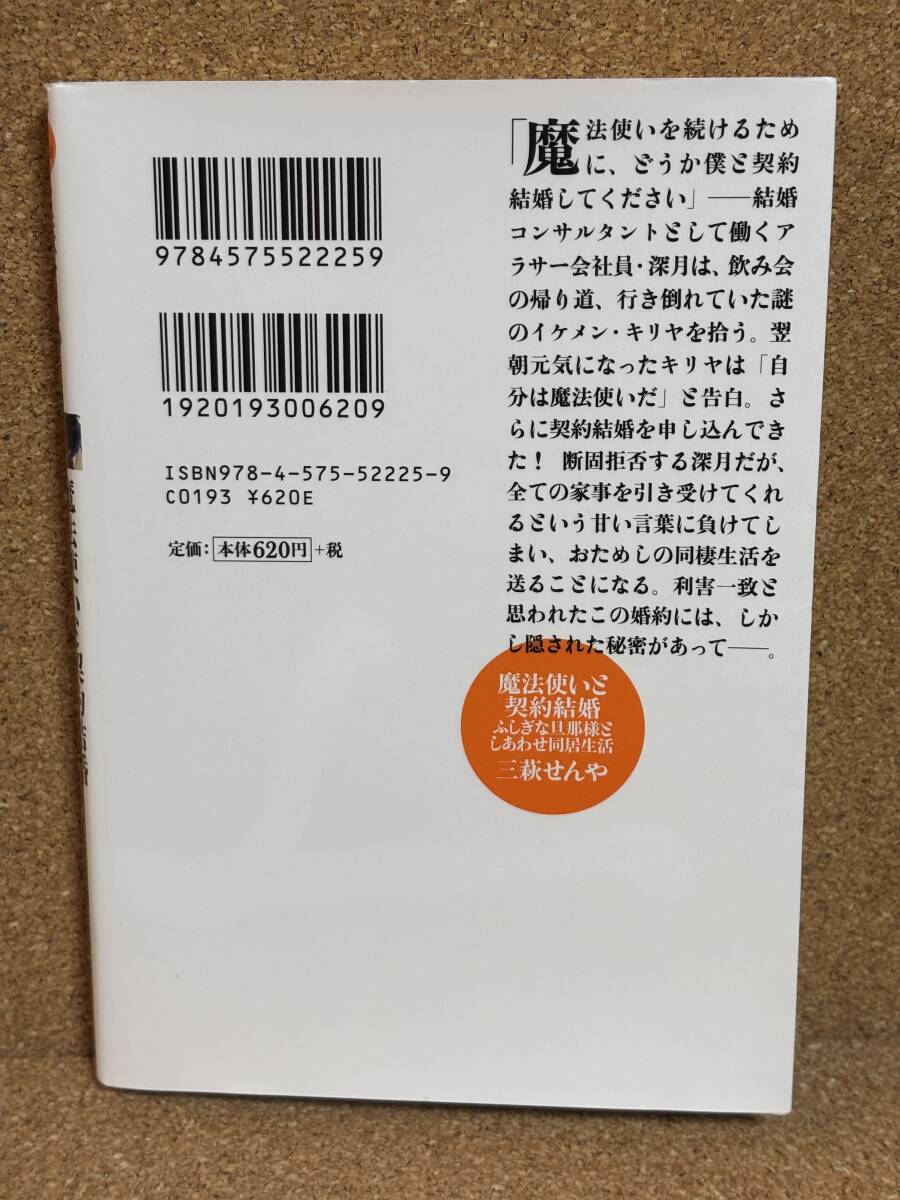 「魔法使いを続けるため
に、どうか僕と契約
結婚してください」――結婚
コンサルタントとして働くア
ラサー会社員・深月は、飲み会
の帰り道、行き倒れていた謎
のイケメン・キリヤを拾う。翌
朝元気になったキリヤは「自
分は魔法使いだ」と告白。さ
らに契約結婚を申し込んでき
た！ 断固拒否する深月だが、
全ての家事を引き受けてくれ
るという甘い言葉に負けてし
まい、おためしの同棲生活を
送ることになる。利害一致と
思われたこの婚約には、しか
し隠された秘密があって――。
9784575522259
1920193006209
ISBN978-4-575-52225-9
C0193 ¥620E
定価：本体620円+税
魔法使いと
契約結婚
ふしぎな旦那様と
しあわせ同居生活
三萩せんや